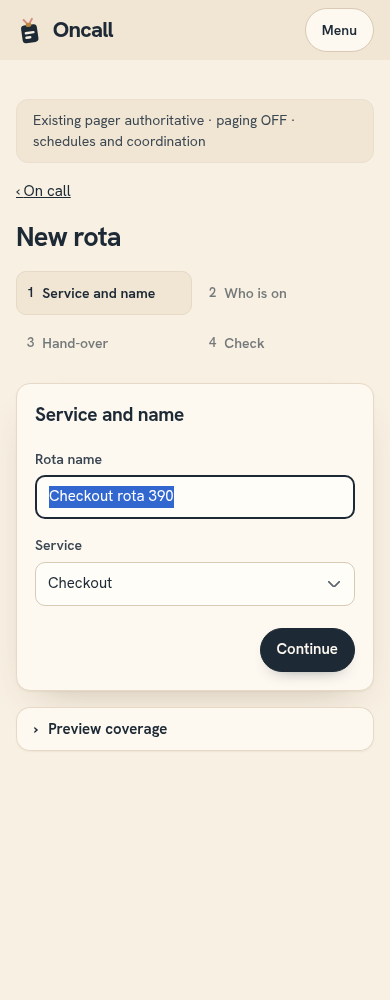 Oncall
Menu
Existing pager authoritative · paging OFF ·
schedules and coordination
‹ On call
New rota
1 Service and name
2 Who is on
3 Hand-over
4 Check
Service and name
Rota name
Checkout rota 390
Service
Checkout
Continue
› Preview coverage